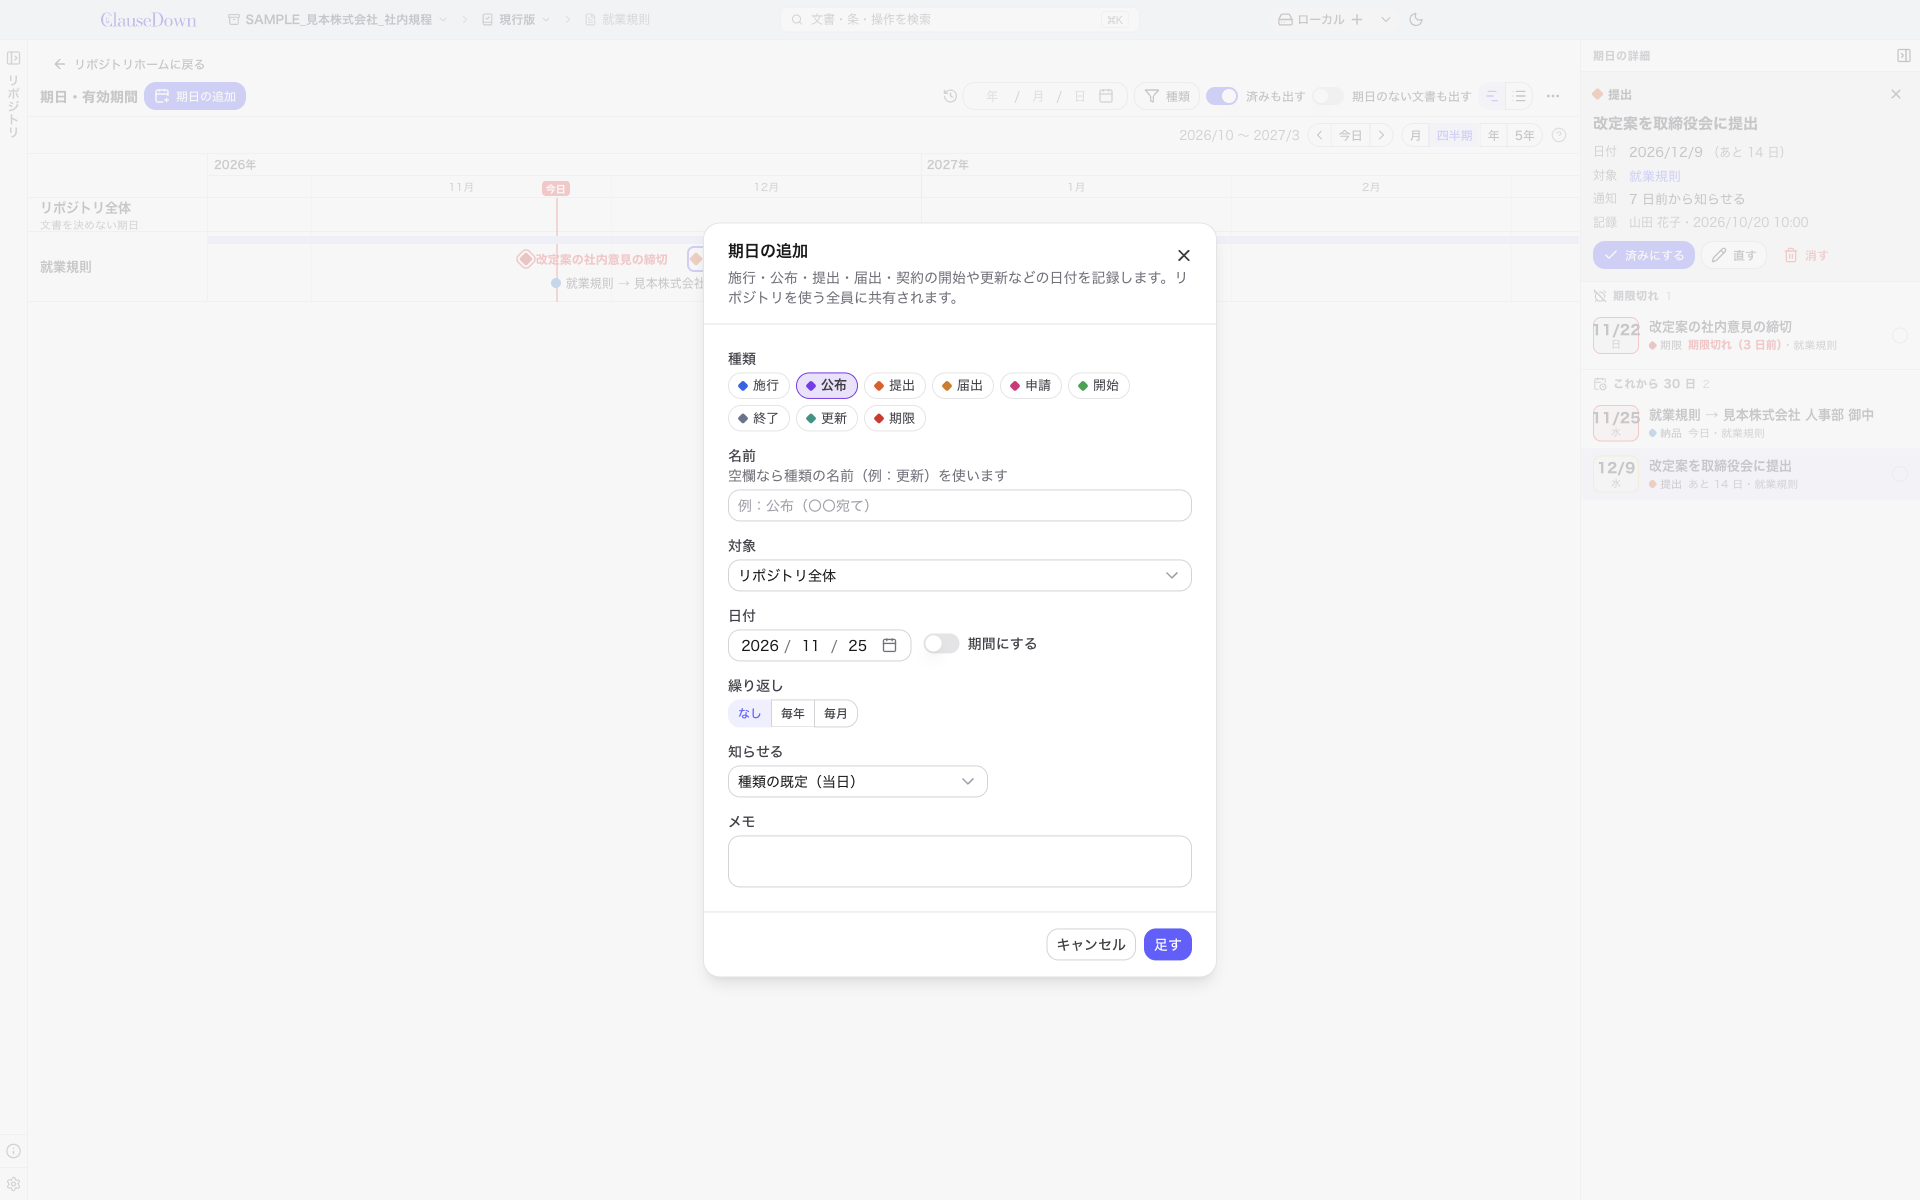 ClauseDown
SAMPLE_見本株式会社_社内規程
現行版
就業規則
文書・条・操作を検索
⌘K
ローカル
リポジトリ
リポジトリホームに戻る
期日・有効期間
期日の追加
年 / 月 / 日
種類
済みも出す
期日のない文書も出す
2026/10 〜 2027/3
今日
月
四半期
年
5年
2026年
2027年
11月
今日
12月
1月
2月
リポジトリ全体
文書を決めない期日
就業規則
改定案の社内意見の締切
就業規則 → 見本株式会社
期日の追加
施行・公布・提出・届出・契約の開始や更新などの日付を記録します。リ
ポジトリを使う全員に共有されます。
種類
施行
公布
提出
届出
申請
開始
終了
更新
期限
名前
空欄なら種類の名前（例：更新）を使います
例：公布（〇〇宛て）
対象
リポジトリ全体
日付
2026 / 11 / 25
期間にする
繰り返し
なし
毎年
毎月
知らせる
種類の既定（当日）
メモ
キャンセル
足す
期日の詳細
提出
改定案を取締役会に提出
日付 2026/12/9 （あと 14 日）
対象 就業規則
通知 7 日前から知らせる
記録 山田 花子・2026/10/20 10:00
済みにする
直す
消す
期限切れ 1
11/22
日
改定案の社内意見の締切
期限 期限切れ（3 日前）・就業規則
これから 30 日 2
11/25
水
就業規則 → 見本株式会社 人事部 御中
納品 今日・就業規則
12/9
水
改定案を取締役会に提出
提出 あと 14 日・就業規則